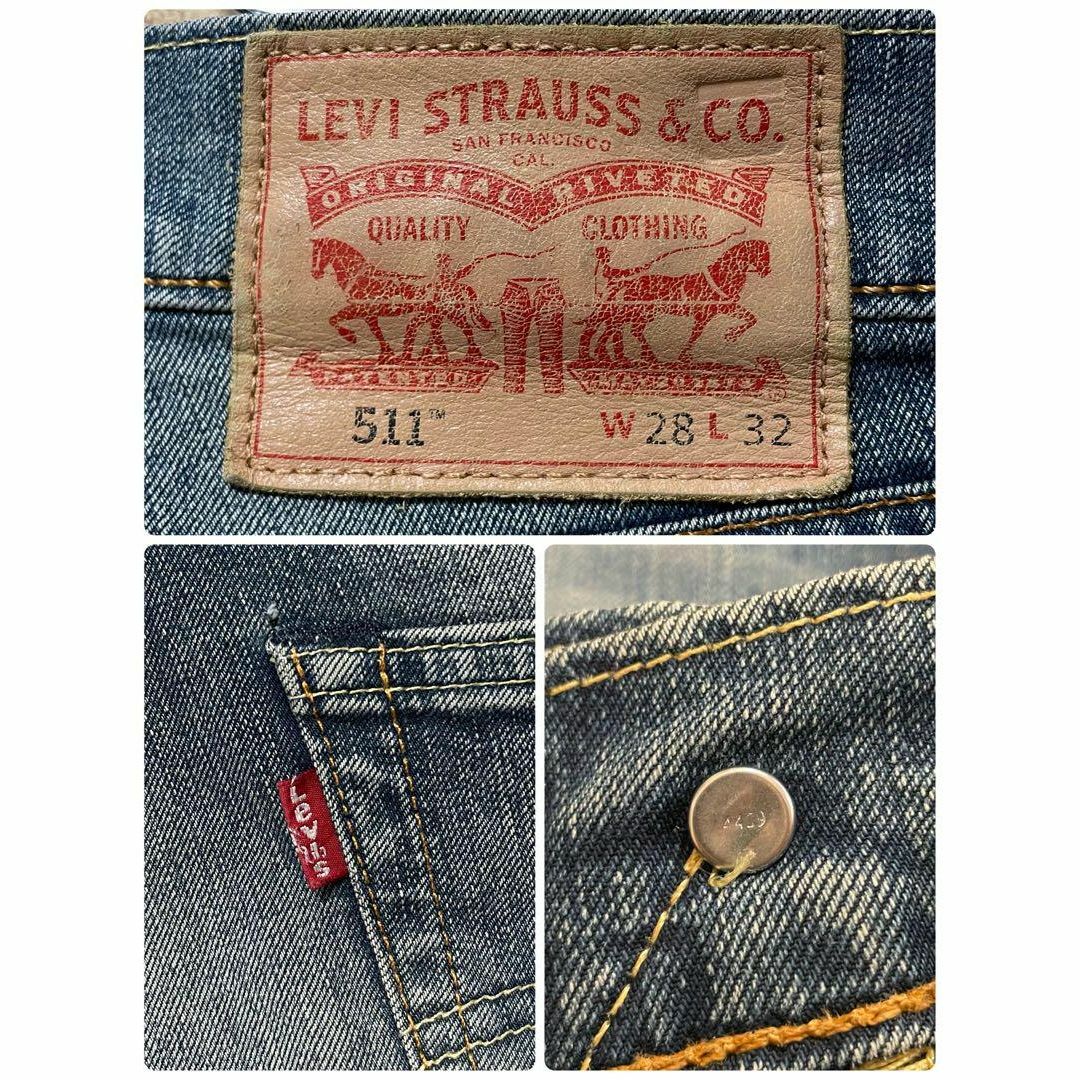 LEVI STRAUSS & CO.
SAN FRANCISCO
CAL.
ORIGINAL RIVETED
QUALITY CLOTHING
511™ W 28 L 32
Levi's